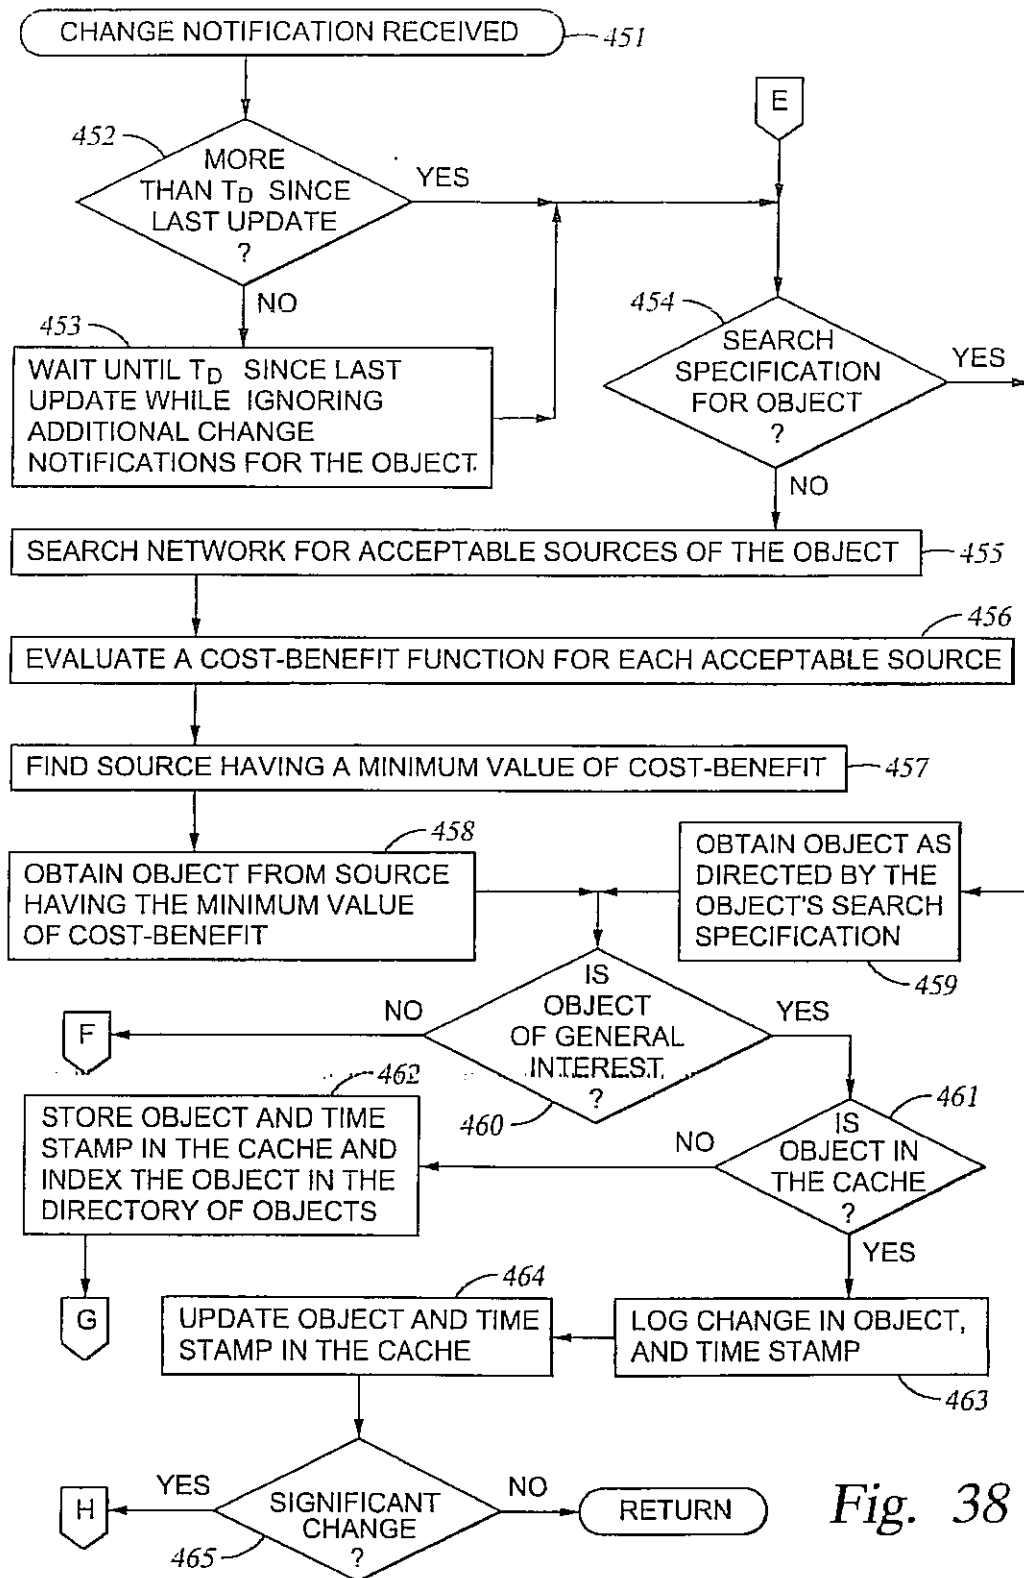 CHANGE NOTIFICATION RECEIVED
451
E
452
MORE
THAN TD SINCE
LAST UPDATE
?
YES
NO
453
WAIT UNTIL TD SINCE LAST
UPDATE WHILE IGNORING
ADDITIONAL CHANGE
NOTIFICATIONS FOR THE OBJECT.
454
SEARCH
SPECIFICATION
FOR OBJECT
?
YES
NO
SEARCH NETWORK FOR ACCEPTABLE SOURCES OF THE OBJECT
455
456
EVALUATE A COST-BENEFIT FUNCTION FOR EACH ACCEPTABLE SOURCE
FIND SOURCE HAVING A MINIMUM VALUE OF COST-BENEFIT
457
458
OBTAIN OBJECT FROM SOURCE
HAVING THE MINIMUM VALUE
OF COST-BENEFIT
OBTAIN OBJECT AS
DIRECTED BY THE
OBJECT'S SEARCH
SPECIFICATION
459
IS
OBJECT
OF GENERAL
INTEREST
?
460
NO
YES
F
462
STORE OBJECT AND TIME
STAMP IN THE CACHE AND
INDEX THE OBJECT IN THE
DIRECTORY OF OBJECTS
461
IS
OBJECT IN
THE CACHE
?
NO
YES
G
464
UPDATE OBJECT AND TIME
STAMP IN THE CACHE
LOG CHANGE IN OBJECT,
AND TIME STAMP
463
H
YES
SIGNIFICANT
CHANGE
?
465
NO
RETURN
Fig. 38